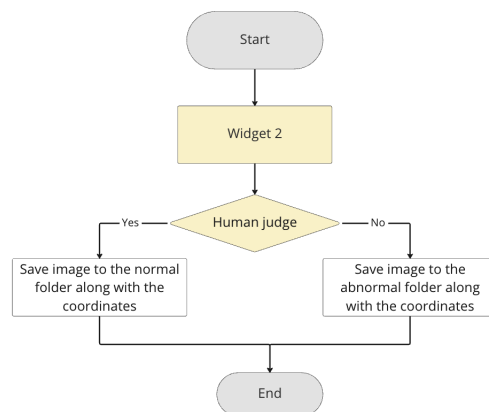 Start
Widget 2
Human judge
Yes
No
Save image to the normal
folder along with the
coordinates
Save image to the
abnormal folder along
with the coordinates
End